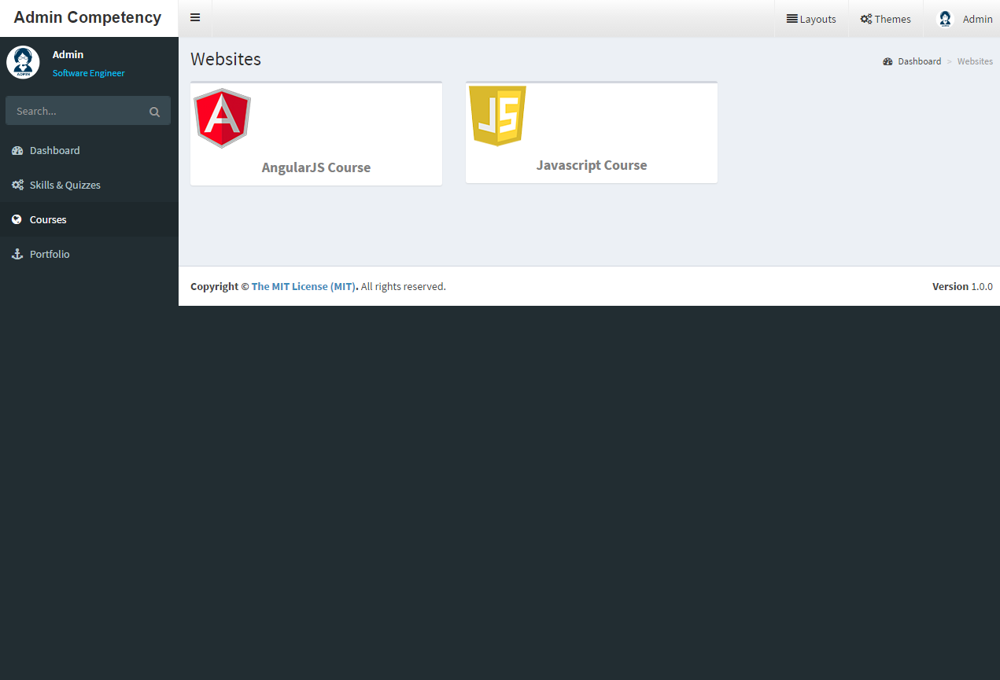 Admin Competency
Layouts
Themes
Admin
Admin
Software Engineer
ADMIN
Search...
Dashboard
Skills & Quizzes
Courses
Portfolio
Websites
Dashboard > Websites
AngularJS Course
JS
Javascript Course
Copyright © The MIT License (MIT). All rights reserved.
Version 1.0.0